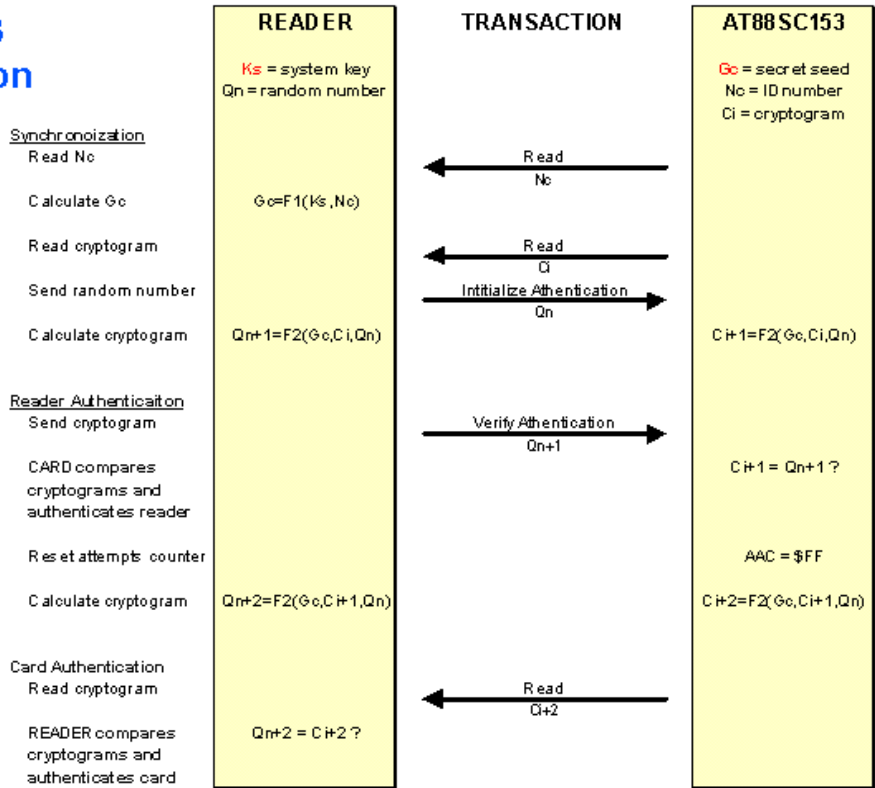 3
on
READER TRANSACTION AT88SC153
Ks = system key Gc = secret seed
Qn = random number Nc = ID number
Ci = cryptogram
Synchronoization
Read Nc Read
Nc
Calculate Gc Gc=F1(Ks,Nc)
Read cryptogram Read
Ci
Send random number Intitialize Athentication
Qn
Calculate cryptogram Qn+1=F2(Gc,Ci,Qn) Ci+1=F2(Gc,Ci,Qn)
Reader Authenticaiton
Send cryptogram Verify Athentication
Qn+1
CARD compares Ci+1 = Qn+1 ?
cryptograms and
authenticates reader
Reset attempts counter AAC = $FF
Calculate cryptogram Qn+2=F2(Gc,Ci+1,Qn) Ci+2=F2(Gc,Ci+1,Qn)
Card Authentication
Read cryptogram Read
Ci+2
READER compares Qn+2 = Ci+2 ?
cryptograms and
authenticates card